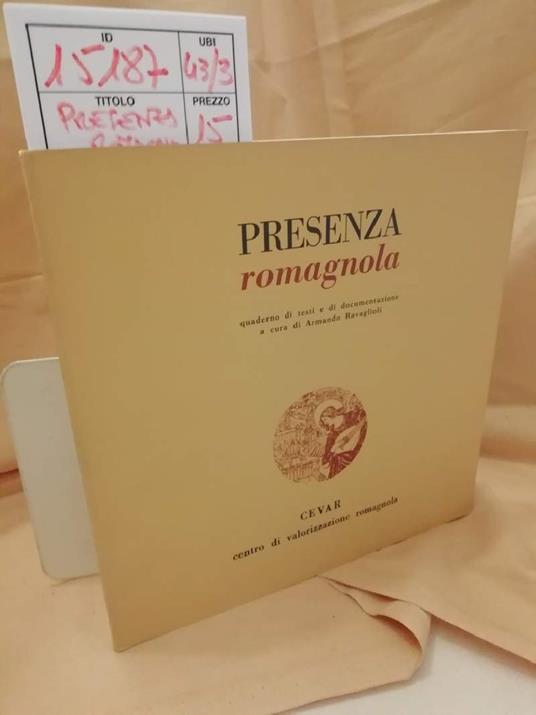 ID UBI
15187 43/3
TITOLO PREZZO
PRESENZA 15
PRESENZA
romagnola
quaderno di testi e di documentazione
a cura di Armando Ravaglioli
CEVAR
centro di valorizzazione romagnola